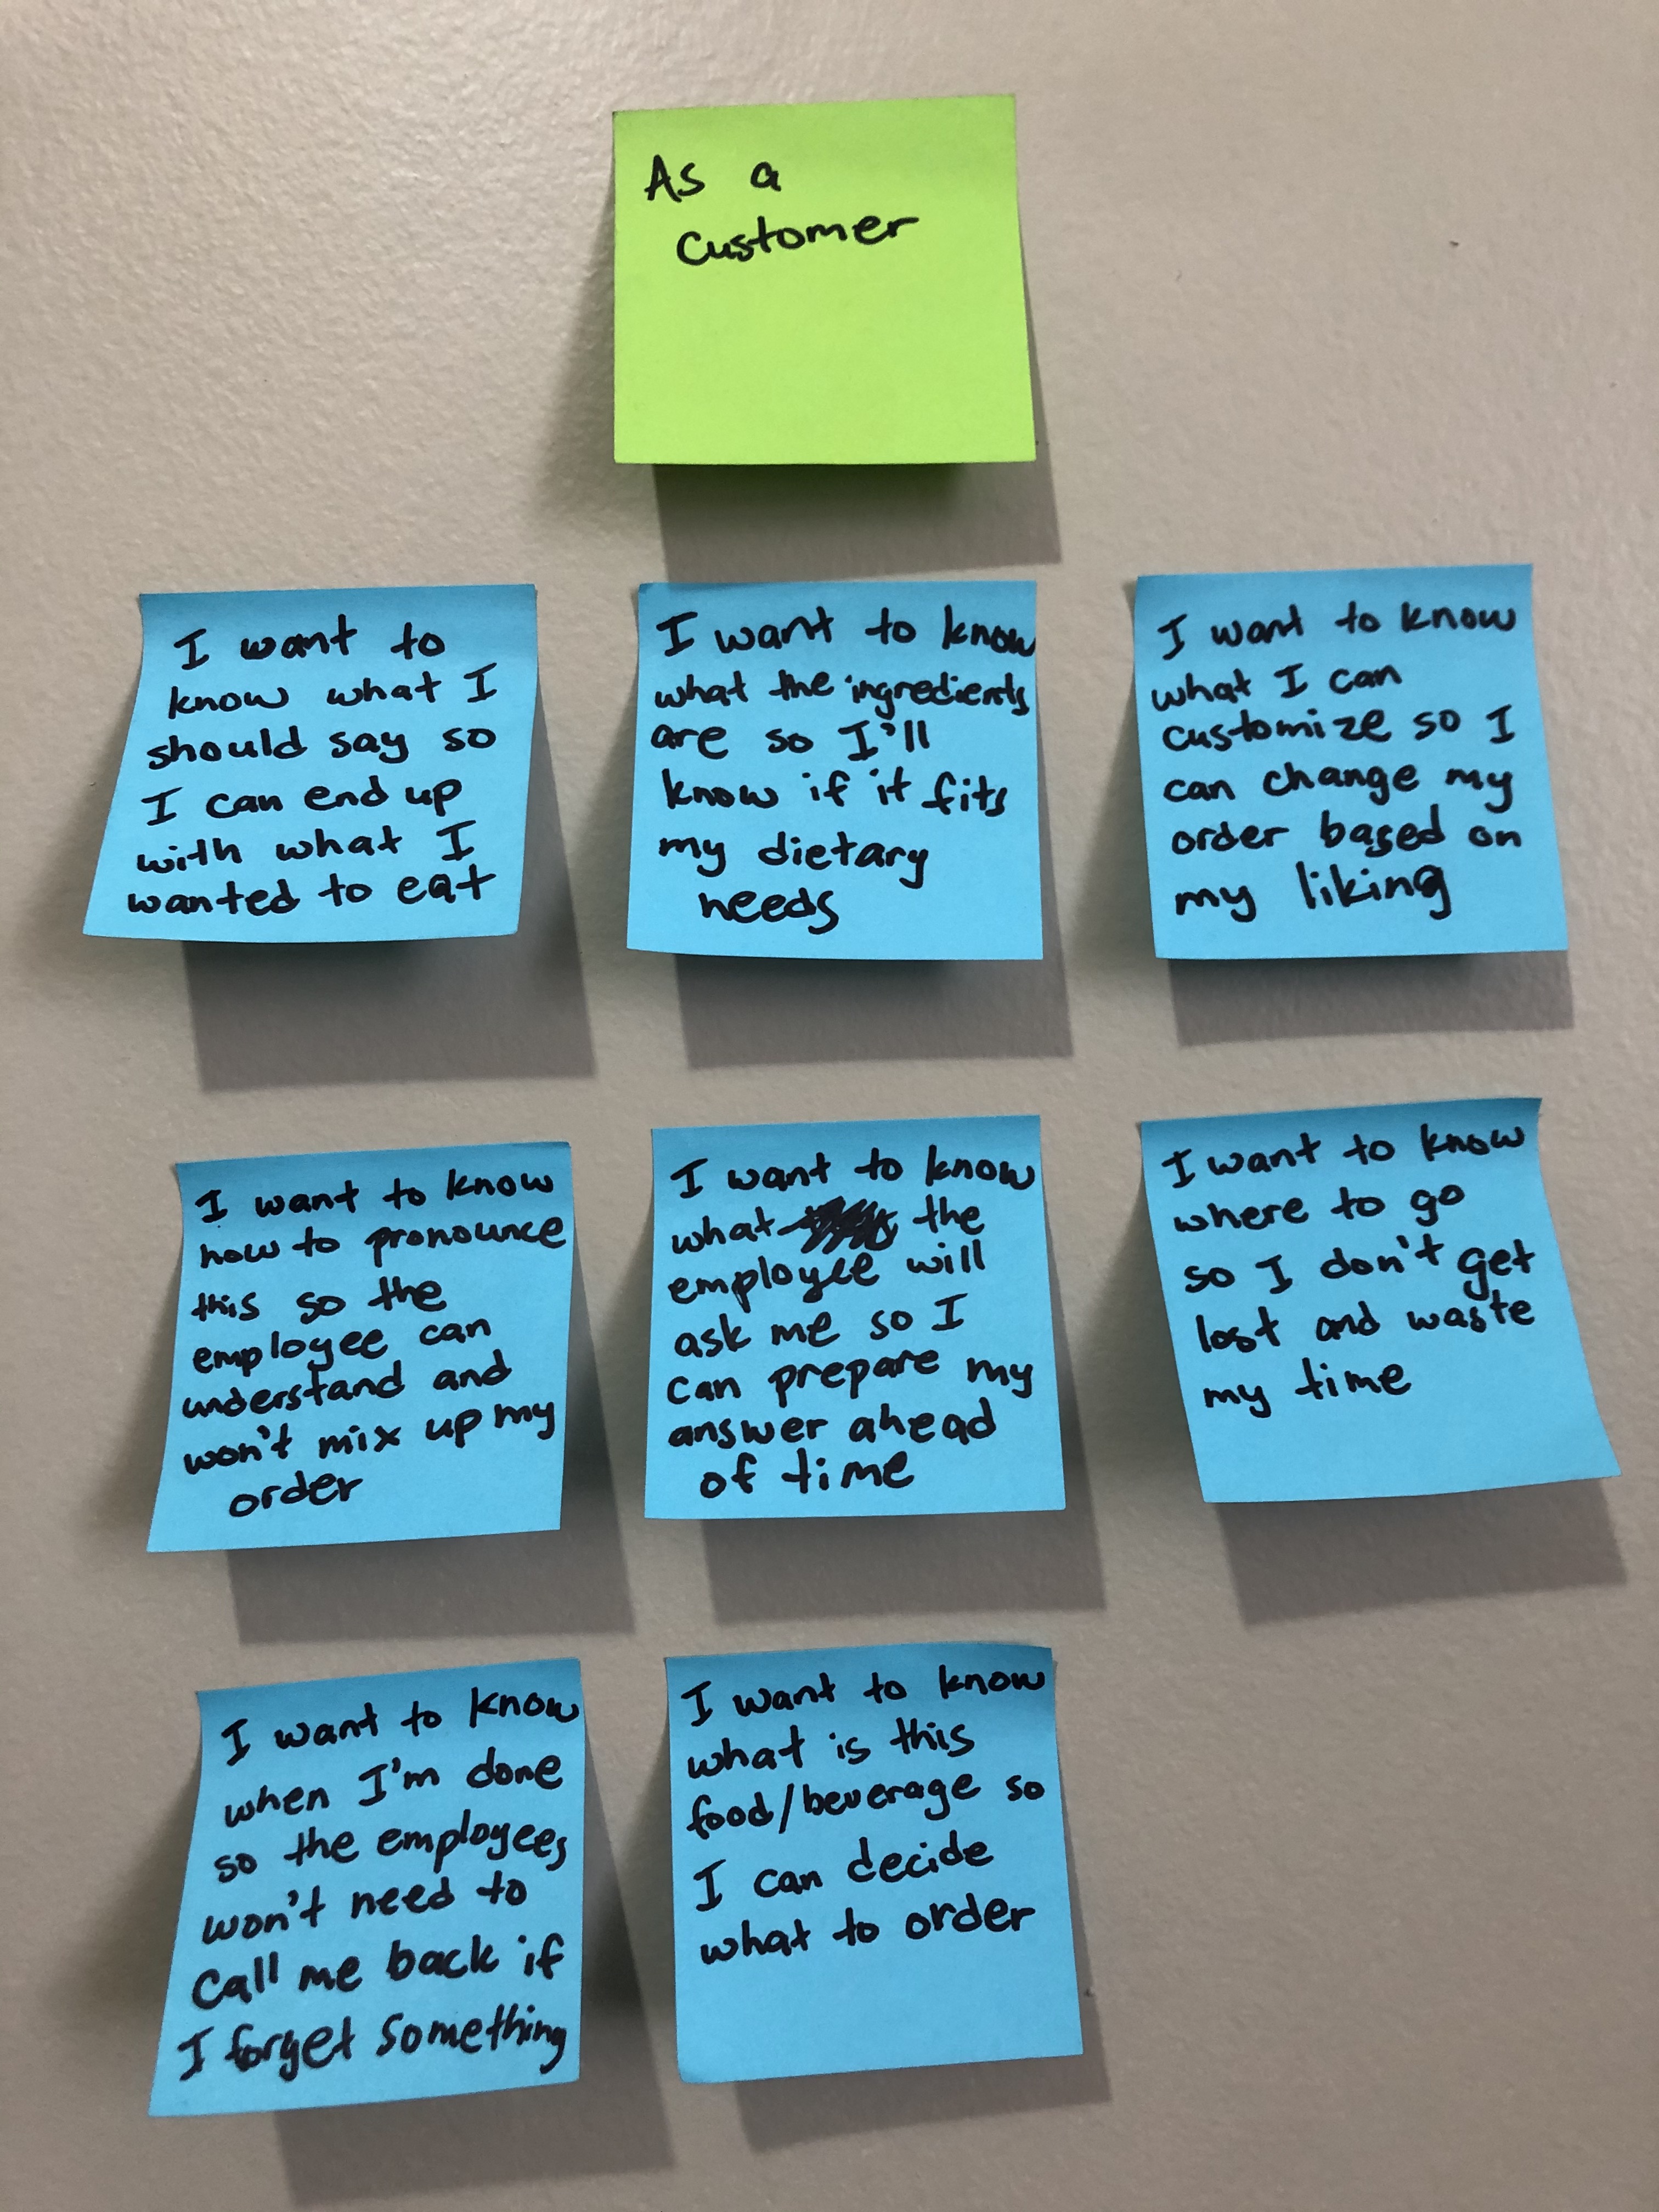 As a
Customer
I want to
know what I
should say so
I can end up
with what I
wanted to eat
I want to know
what the ingredients
are so I'll
know if it fits
my dietary
needs
I want to know
what I can
customize so I
can change my
order based on
my liking
I want to know
how to pronounce
this so the
employee can
understand and
won't mix up my
order
I want to know
what the
employee will
ask me so I
can prepare my
answer ahead
of time
I want to know
where to go
so I don't get
lost and waste
my time
I want to know
when I'm done
so the employees
won't need to
call me back if
I forget something
I want to know
what is this
food/beverage so
I can decide
what to order